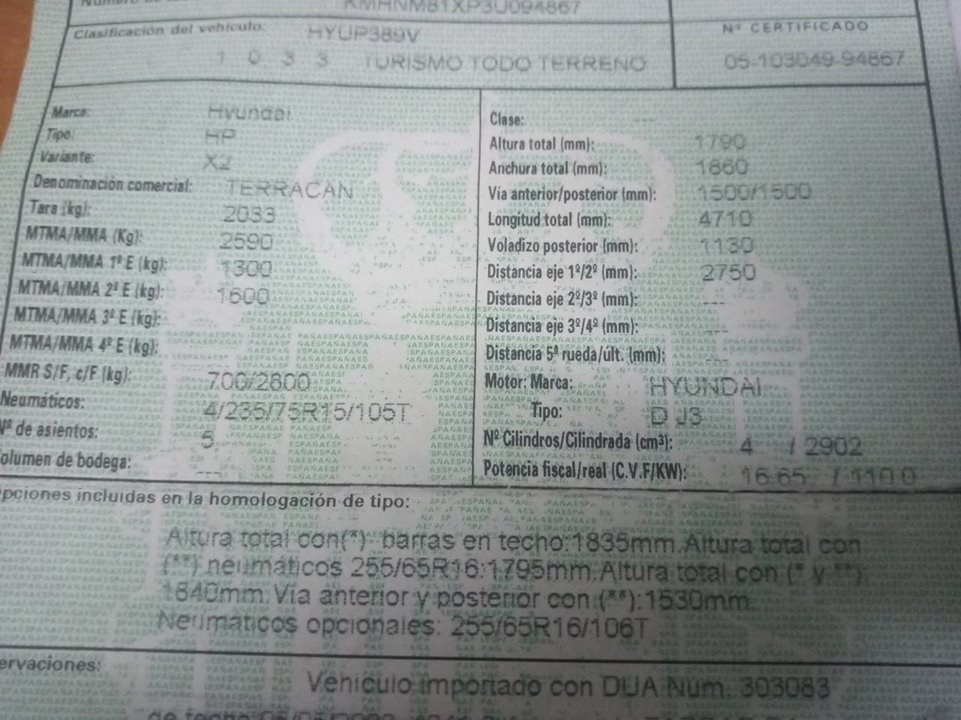 KMHNM81XP3U094867
Clasificación del vehículo: HYUP389V
Nº CERTIFICADO
1 0 3 3 TURISMO TODO TERRENO
05-103049-94867
Marca: Hyundai
Tipo: HP
Variante: X2
Denominación comercial: TERRACAN
Tara (kg): 2033
MTMA/MMA (Kg): 2590
MTMA/MMA 1º E (kg): 1300
MTMA/MMA 2º E (kg): 1600
MTMA/MMA 3º E (kg):
MTMA/MMA 4º E (kg):
MMR S/F, c/F (kg): 700/2800
Neumáticos: 4/235/75R15/105T
Nº de asientos: 5
olumen de bodega: ---
Clase: ---
Altura total (mm): 1790
Anchura total (mm): 1860
Vía anterior/posterior (mm): 1500/1500
Longitud total (mm): 4710
Voladizo posterior (mm): 1130
Distancia eje 1º/2º (mm): 2750
Distancia eje 2º/3º (mm): ---
Distancia eje 3º/4º (mm): ---
Distancia 5ª rueda/últ. (mm): ---
Motor: Marca: HYUNDAI
Tipo: D J3
Nº Cilindros/Cilindrada (cm³): 4 / 2902
Potencia fiscal/real (C.V.F/KW): 16.65 / 110.0
pciones incluidas en la homologación de tipo:
Altura total con(*) barras en techo:1835mm.Altura total con
(**) neumáticos 255/65R16:1795mm.Altura total con (* y **):
1840mm.Vía anterior y posterior con (**):1530mm.
Neumáticos opcionales: 255/65R16/106T
ervaciones:
Vehículo importado con DUA Num. 303083